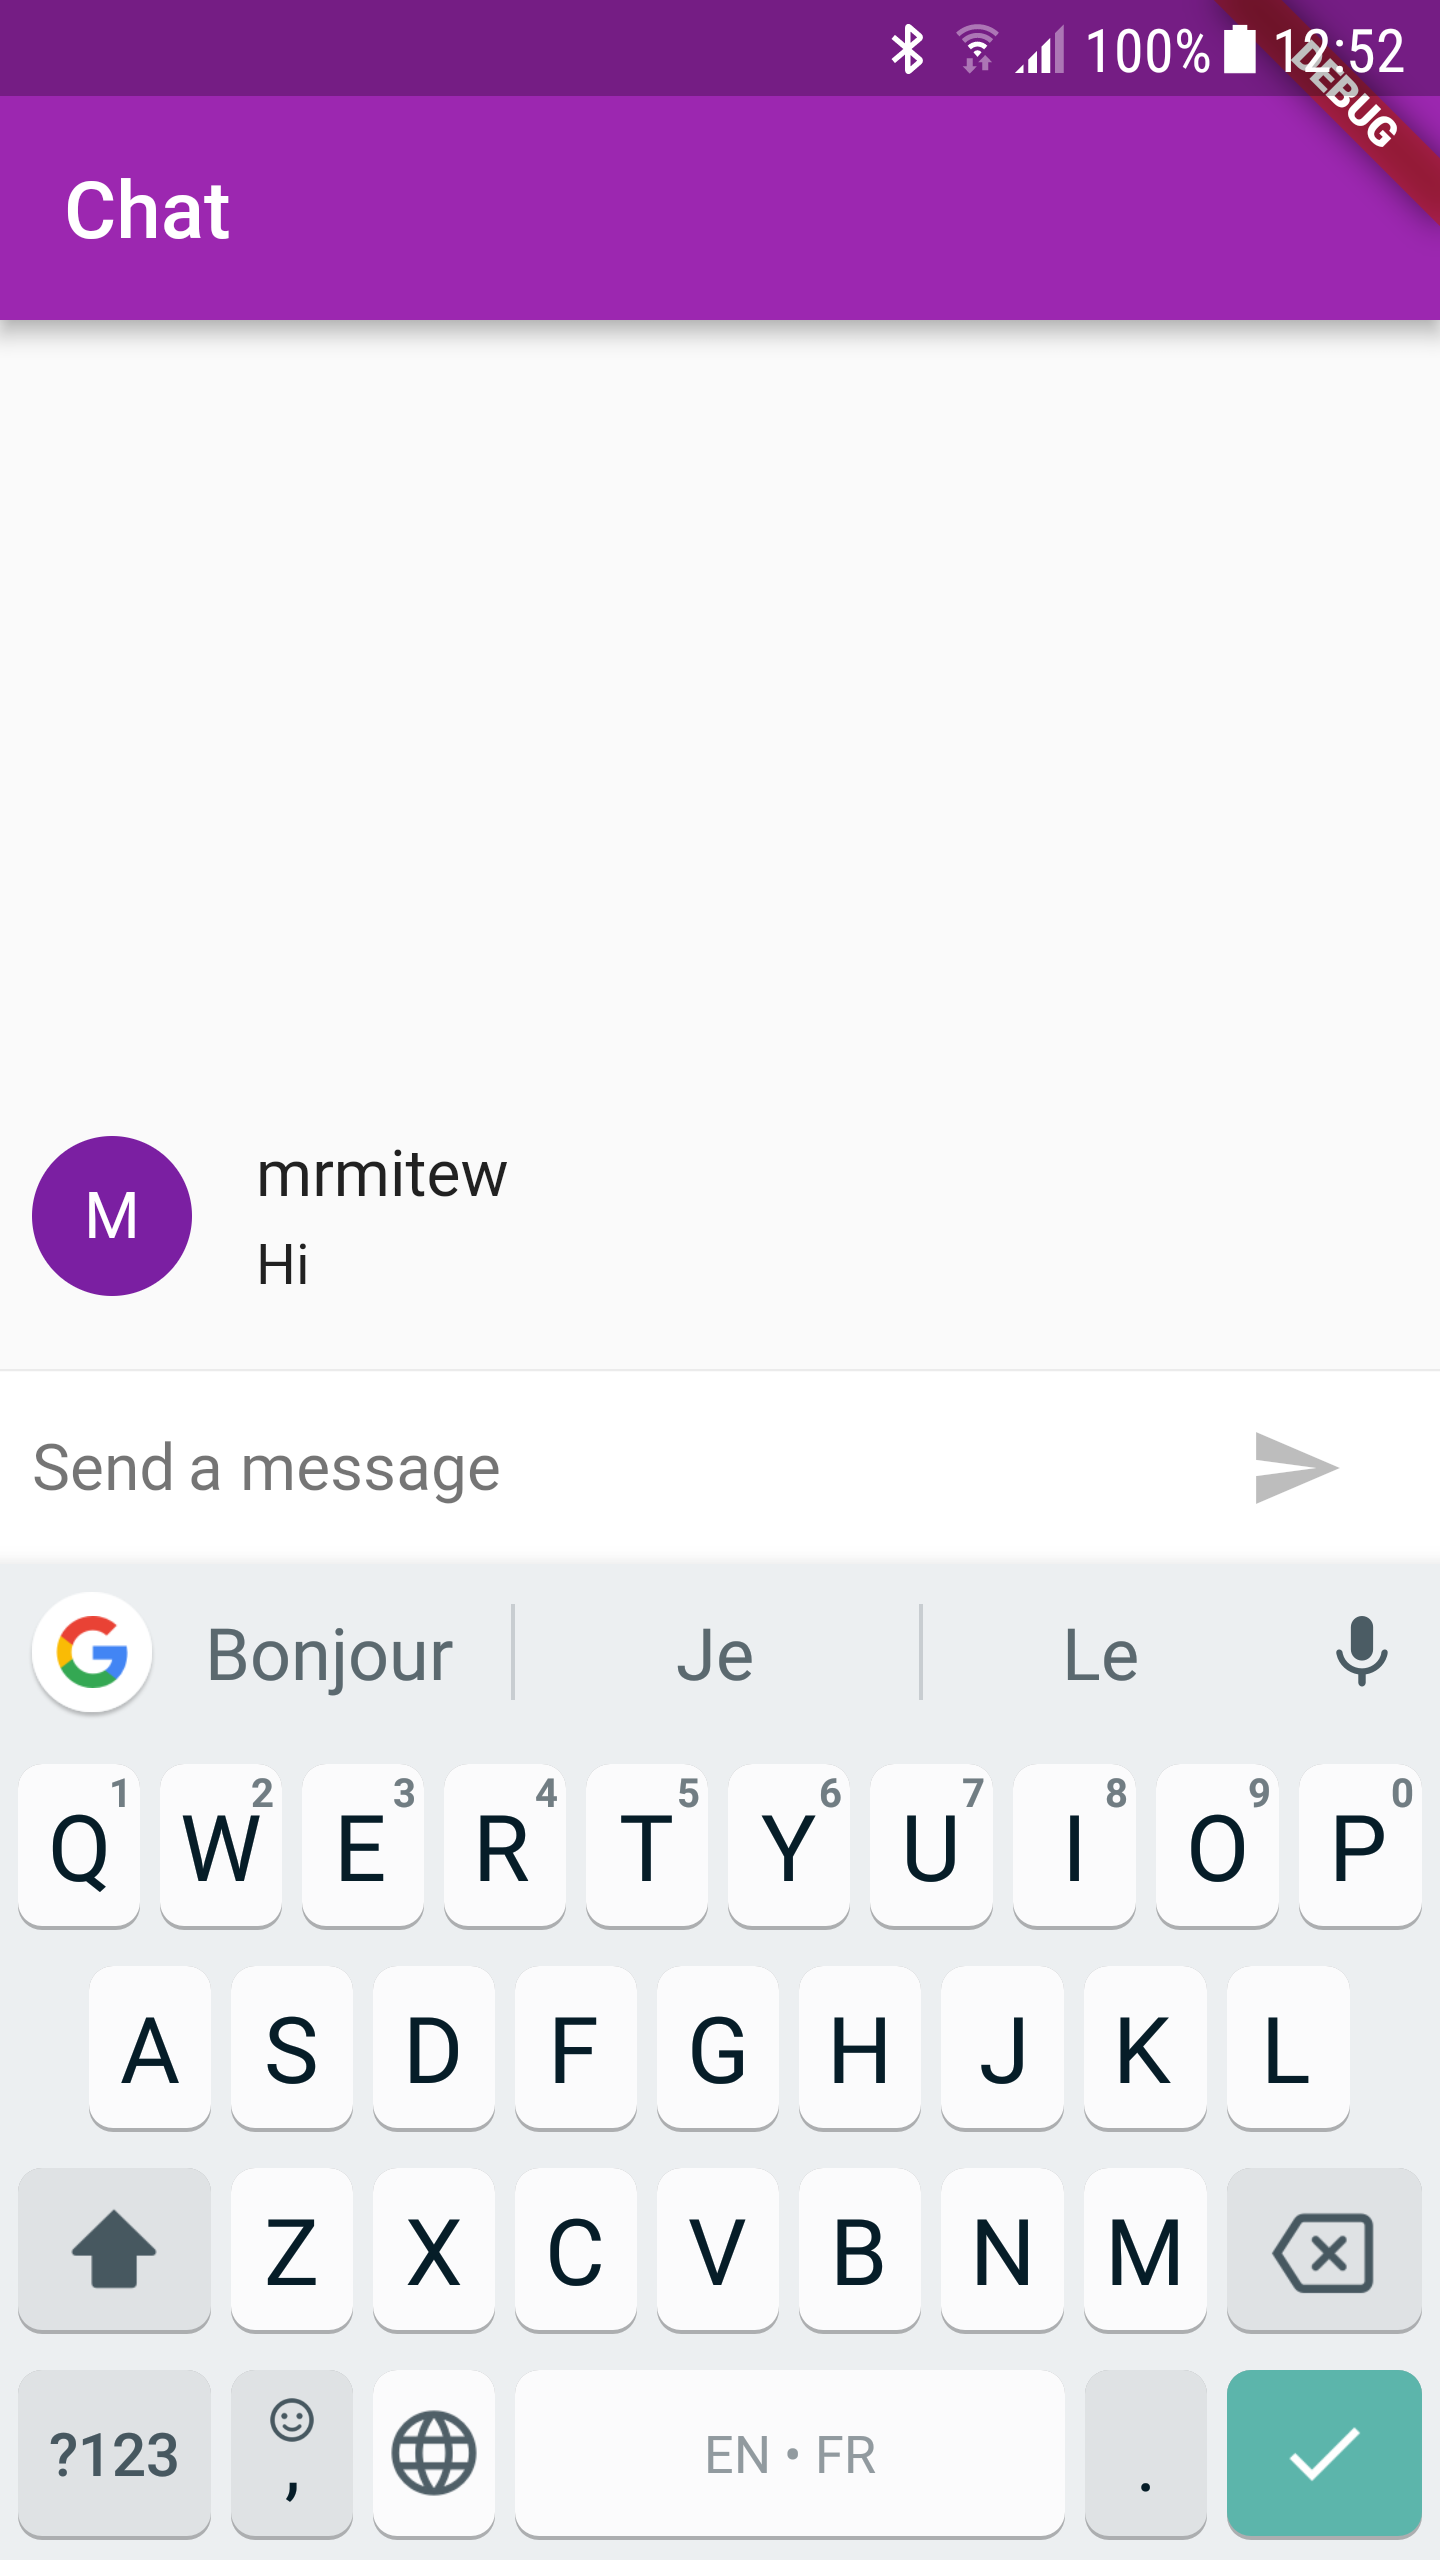 100% 12:52
DEBUG
Chat
M
mrmitew
Hi
Send a message
G Bonjour Je Le
Q1 W2 E3 R4 T5 Y6 U7 I8 O9 P0
A S D F G H J K L
Z X C V B N M
?123 , EN • FR .